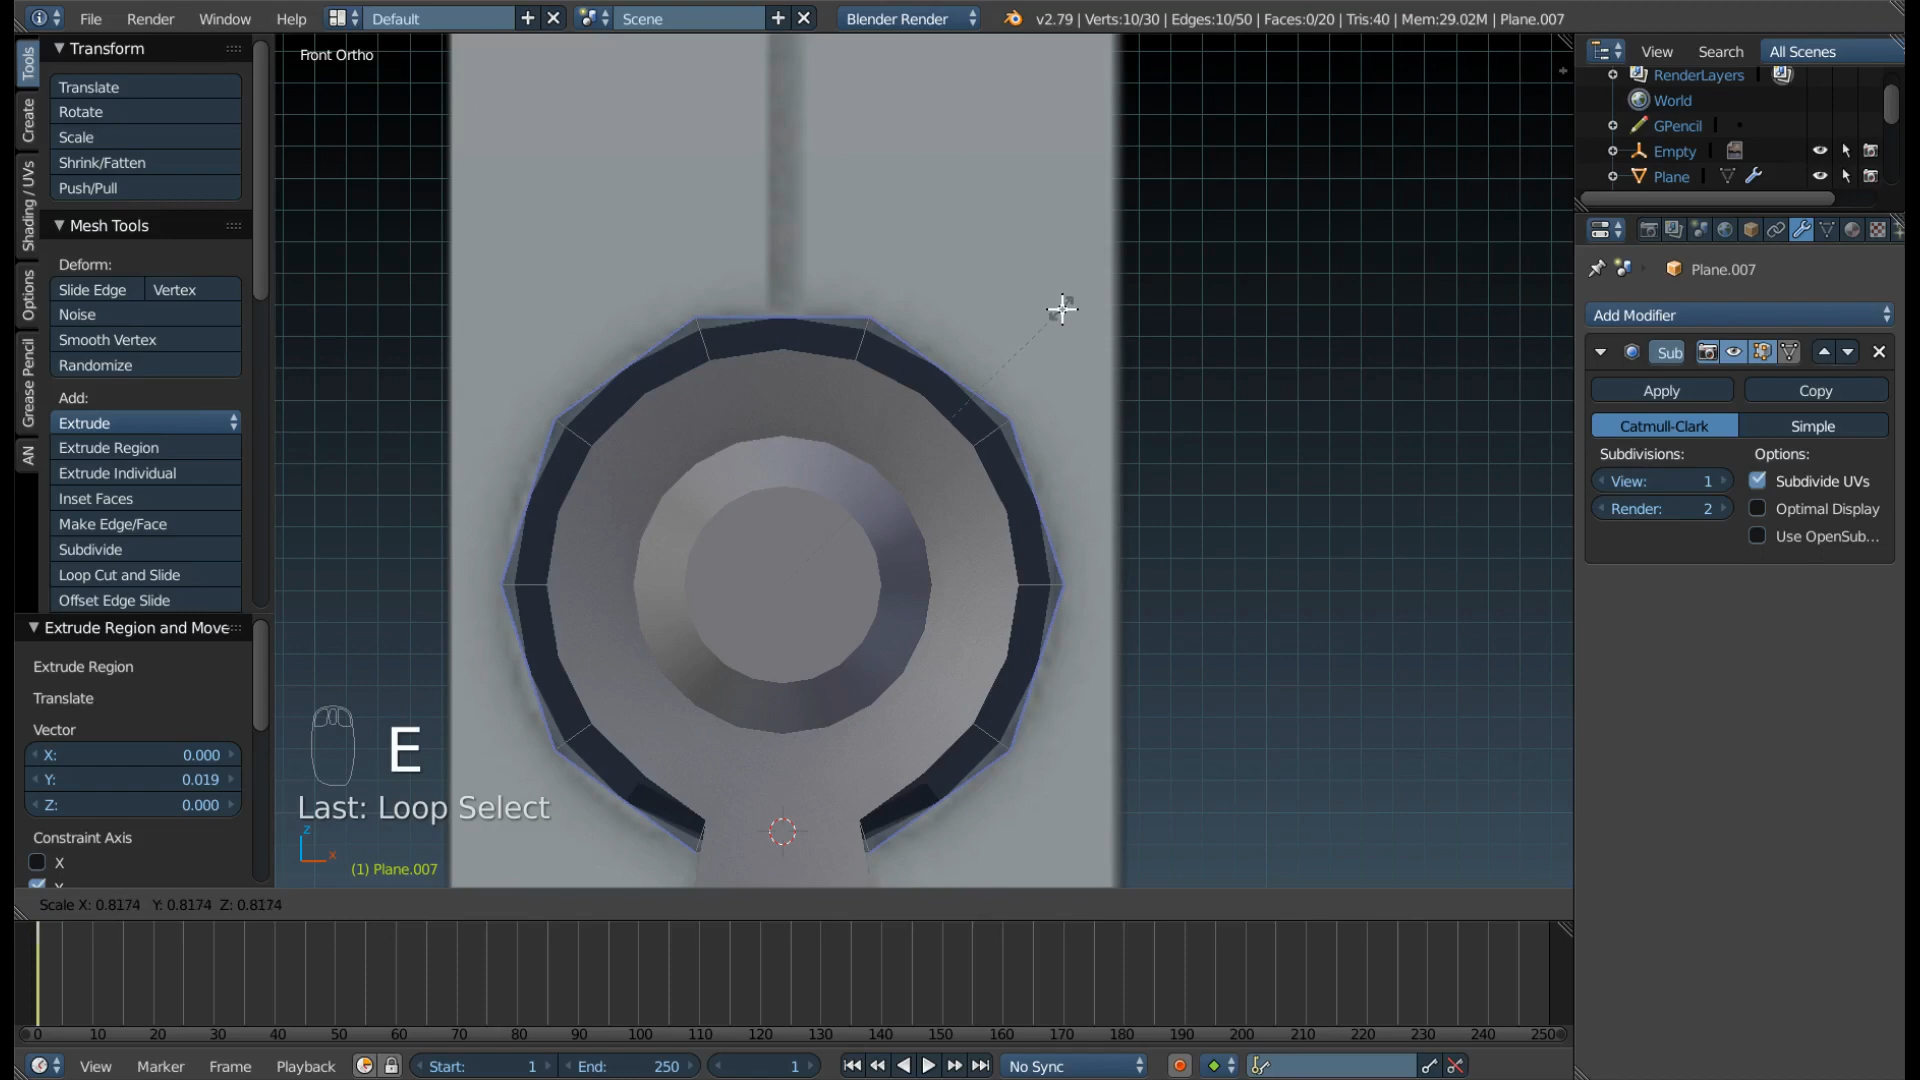 File Render Window Help Default Scene Blender Render v2.79 | Verts:10/30 | Edges:10/50 | Faces:0/20 | Tris:40 | Mem:29.02M | Plane.007
Tools
Create
Shading / UVs
Options
Grease Pencil
AN
Transform
Translate
Rotate
Scale
Shrink/Fatten
Push/Pull
Mesh Tools
Deform:
Slide Edge Vertex
Noise
Smooth Vertex
Randomize
Add:
Extrude
Extrude Region
Extrude Individual
Inset Faces
Make Edge/Face
Subdivide
Loop Cut and Slide
Offset Edge Slide
Extrude Region and Move
Extrude Region
Translate
Vector
X: 0.000
Y: 0.019
Z: 0.000
Constraint Axis
X
Front Ortho
E
Last: Loop Select
z
x
(1) Plane.007
Scale X: 0.8174 Y: 0.8174 Z: 0.8174
View Search All Scenes
RenderLayers
World
GPencil
Empty
Plane
Plane.007
Add Modifier
Sub
Apply Copy
Catmull-Clark Simple
Subdivisions: Options:
View: 1 Subdivide UVs
Render: 2 Optimal Display
Use OpenSub...
0 10 20 30 40 50 60 70 80 90 100 110 120 130 140 150 160 170 180 190 200 210 220 230 240 250
View Marker Frame Playback Start: 1 End: 250 1 No Sync